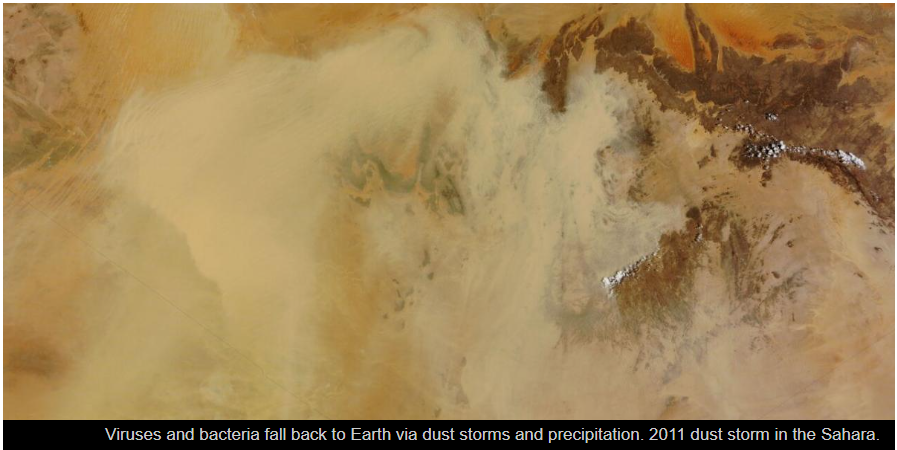 Viruses and bacteria fall back to Earth via dust storms and precipitation. 2011 dust storm in the Sahara.